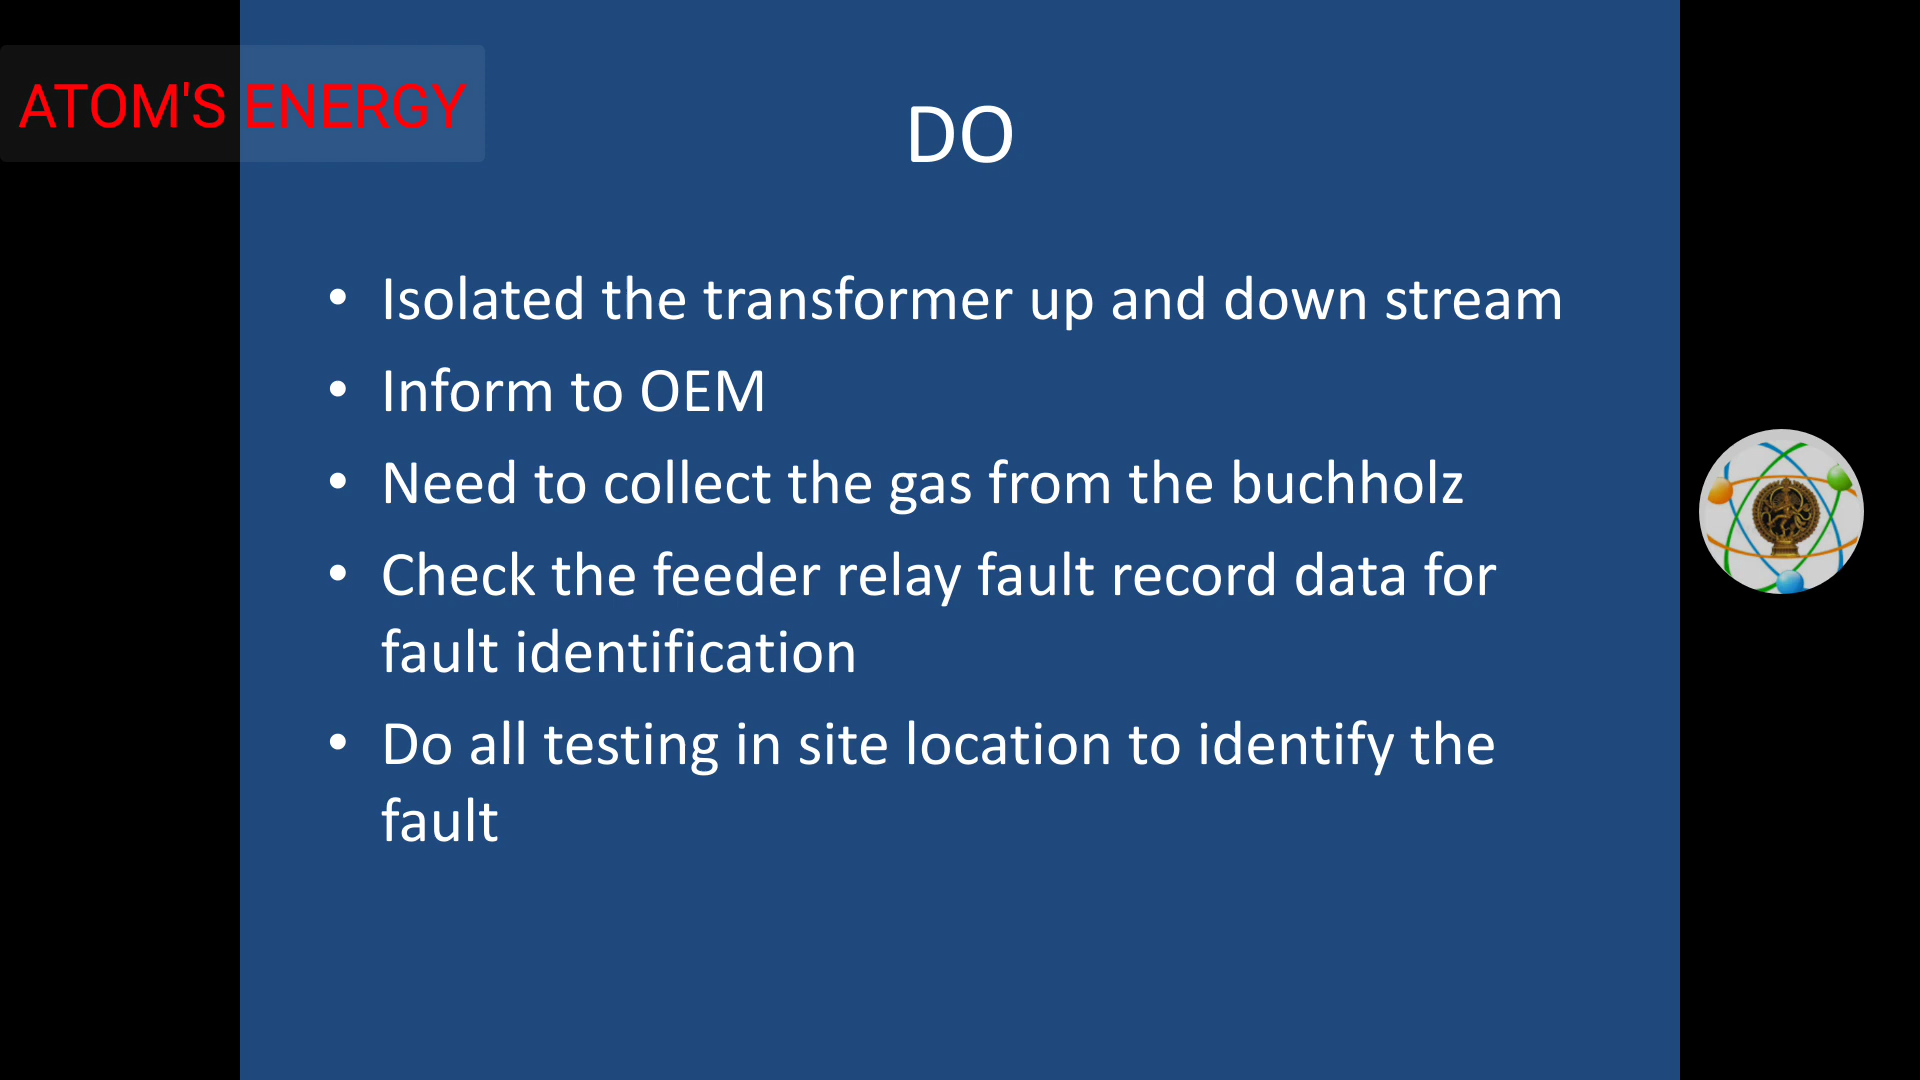 ATOM'S ENERGY
DO
• Isolated the transformer up and down stream
• Inform to OEM
• Need to collect the gas from the buchholz
• Check the feeder relay fault record data for
fault identification
• Do all testing in site location to identify the
fault